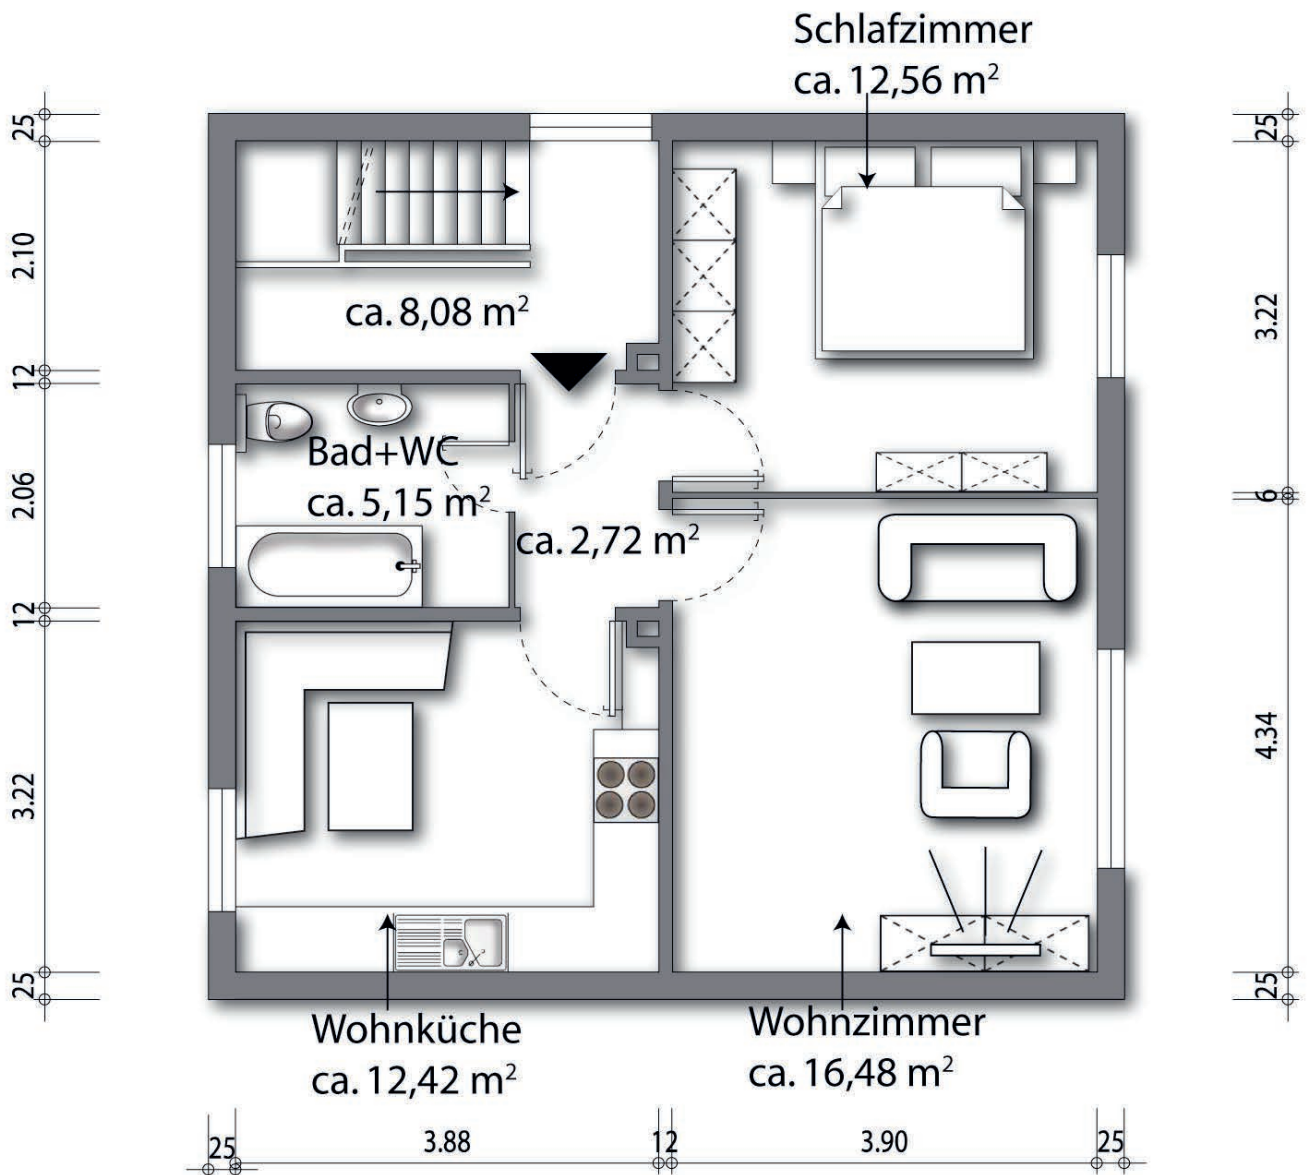 Schlafzimmer
ca. 12,56 m²
25
2.10
12
2.06
12
3.22
25
25
3.22
6
4.34
25
ca. 8,08 m²
Bad+WC
ca. 5,15 m²
ca. 2,72 m²
Wohnküche
ca. 12,42 m²
Wohnzimmer
ca. 16,48 m²
25 3.88 12 3.90 25